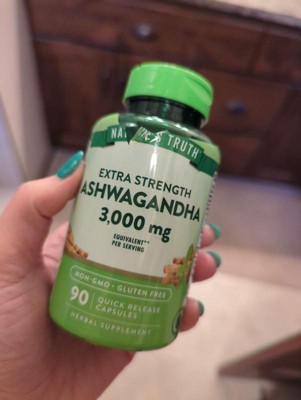 TRUTH
EXTRA STRENGTH
ASHWAGANDHA
3,000 mg
EQUIVALENT**
PER SERVING
NON-GMO • GLUTEN FREE
90 QUICK RELEASE
CAPSULES
HERBAL SUPPLEMENT